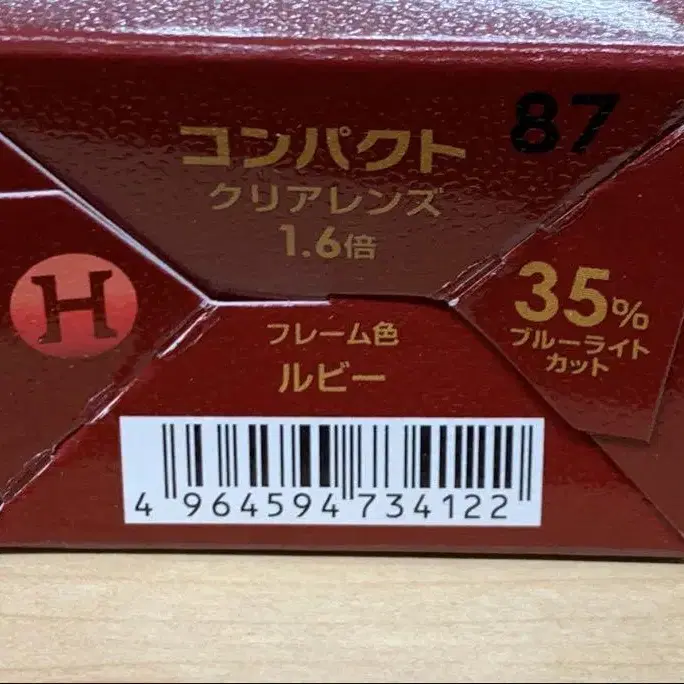 87
コンパクト
クリアレンズ
1.6倍
35%
ブルーライト
カット
H
フレーム色
ルビー
4 964594 734122